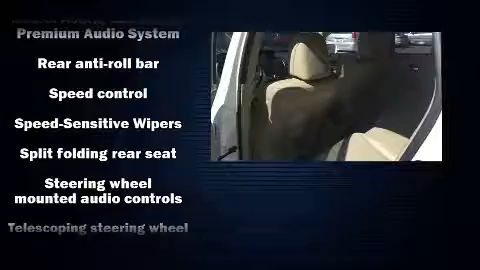 Premium Audio System
Rear anti-roll bar
Speed control
Speed-Sensitive Wipers
Split folding rear seat
Steering wheel
mounted audio controls
Telescoping steering wheel